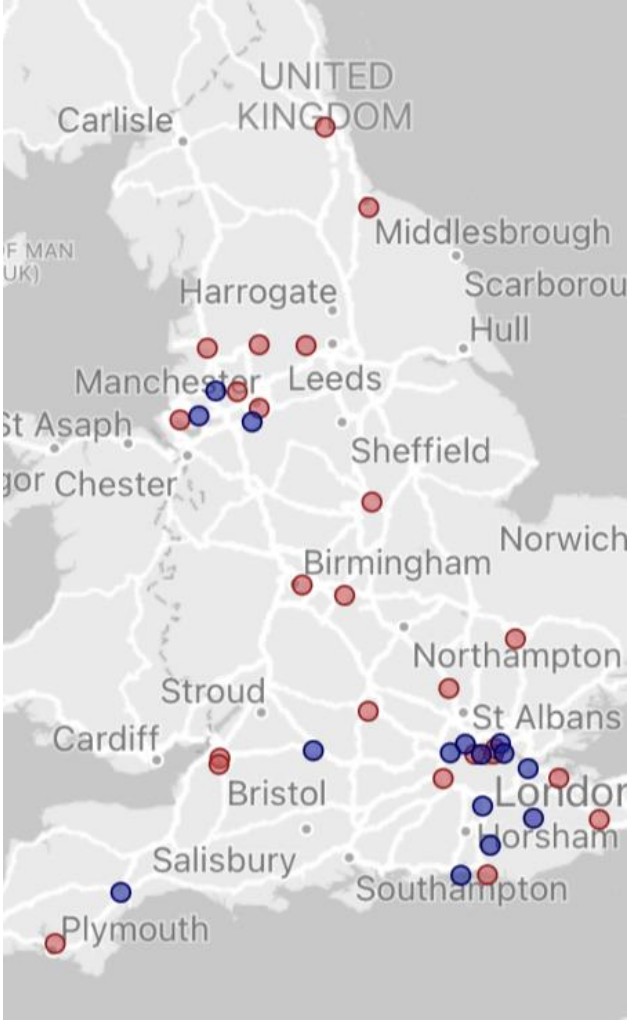 UNITED
KINGDOM
Carlisle
Middlesbrough
F MAN
UK)
Harrogate
Scarborou
Hull
Manchester
Leeds
St Asaph
Sheffield
gor
Chester
Norwich
Birmingham
Northampton
Stroud
St Albans
Cardiff
Bristol
London
Horsham
Salisbury
Southampton
Plymouth